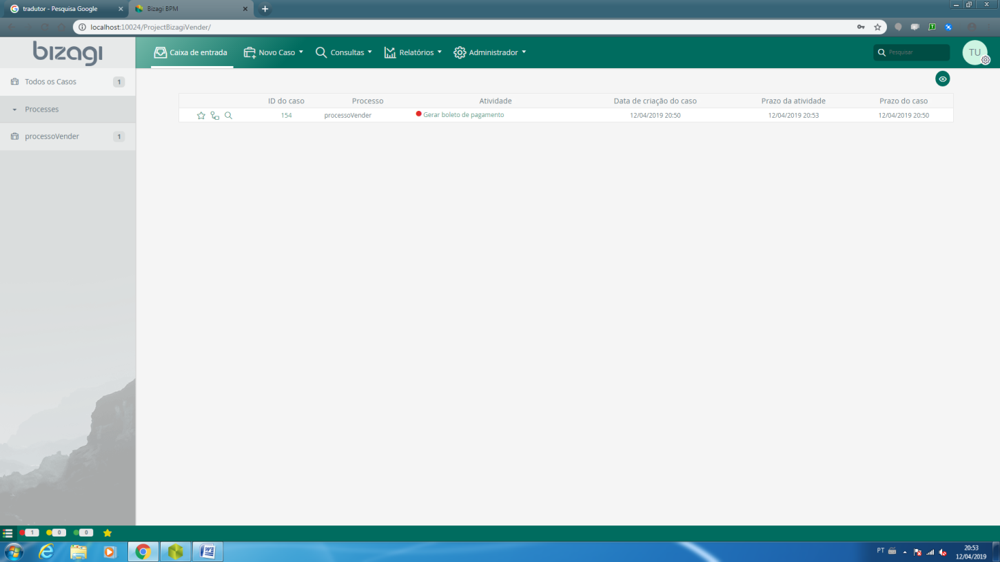 tradutor - Pesquisa Google
Bizagi BPM
localhost:10024/ProjectBizagiVender/
bizagi
Caixa de entrada
Novo Caso
Consultas
Relatórios
Administrador
Pesquisar
TU
Todos os Casos 1
Processes
processoVender 1
ID do caso Processo Atividade Data de criação do caso Prazo da atividade Prazo do caso
154 processoVender Gerar boleto de pagamento 12/04/2019 20:50 12/04/2019 20:53 12/04/2019 20:50
1 0 0
PT
20:53
12/04/2019